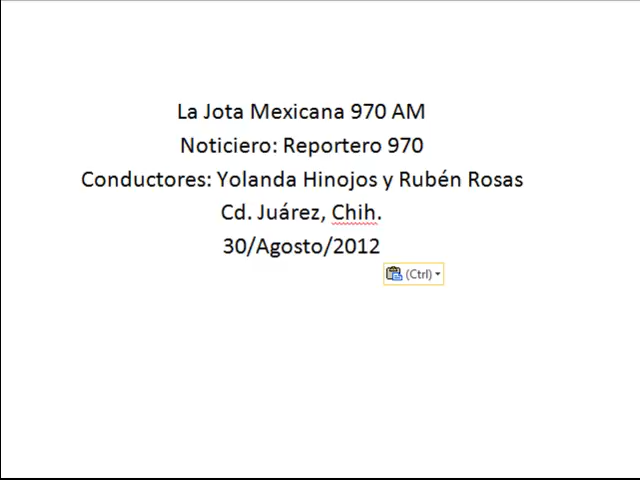 La Jota Mexicana 970 AM
Noticiero: Reportero 970
Conductores: Yolanda Hinojos y Rubén Rosas
Cd. Juárez, Chih.
30/Agosto/2012
(Ctrl)